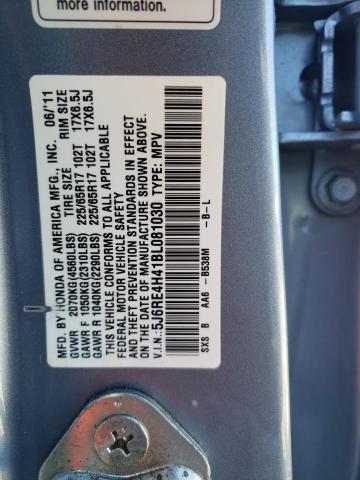 more information.
MFD. BY HONDA OF AMERICA MFG., INC. 06/'11
TIRE SIZE RIM SIZE
GVWR 2070KG(4560LBS)
GAWR F 1050KG(2310LBS) 225/65R17 102T 17X6.5J
GAWR R 1040KG(2290LBS) 225/65R17 102T 17X6.5J
THIS VEHICLE CONFORMS TO ALL APPLICABLE
FEDERAL MOTOR VEHICLE SAFETY
AND THEFT PREVENTION STANDARDS IN EFFECT
ON THE DATE OF MANUFACTURE SHOWN ABOVE.
V.I.N.:5J6RE4H41BL081030 TYPE: MPV
SXS B AA6 - B538M - B - L